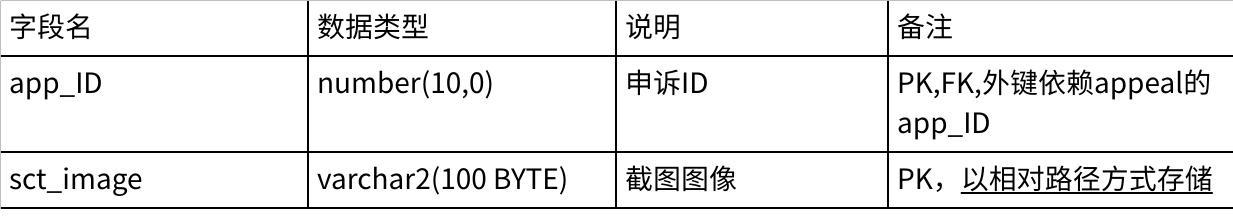 字段名 数据类型 说明 备注
app_ID number(10,0) 申诉ID PK,FK,外键依赖appeal的
app_ID
sct_image varchar2(100 BYTE) 截图图像 PK，以相对路径方式存储